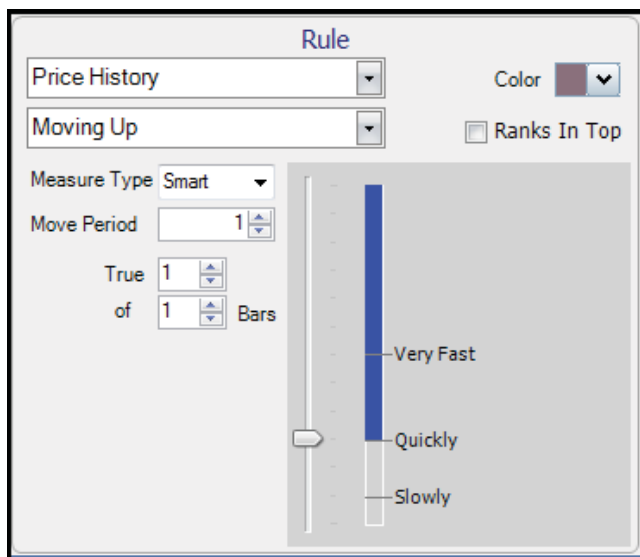 Rule
Price History
Color
Moving Up
Ranks In Top
Measure Type Smart
Move Period 1
True 1
of 1 Bars
Very Fast
Quickly
Slowly